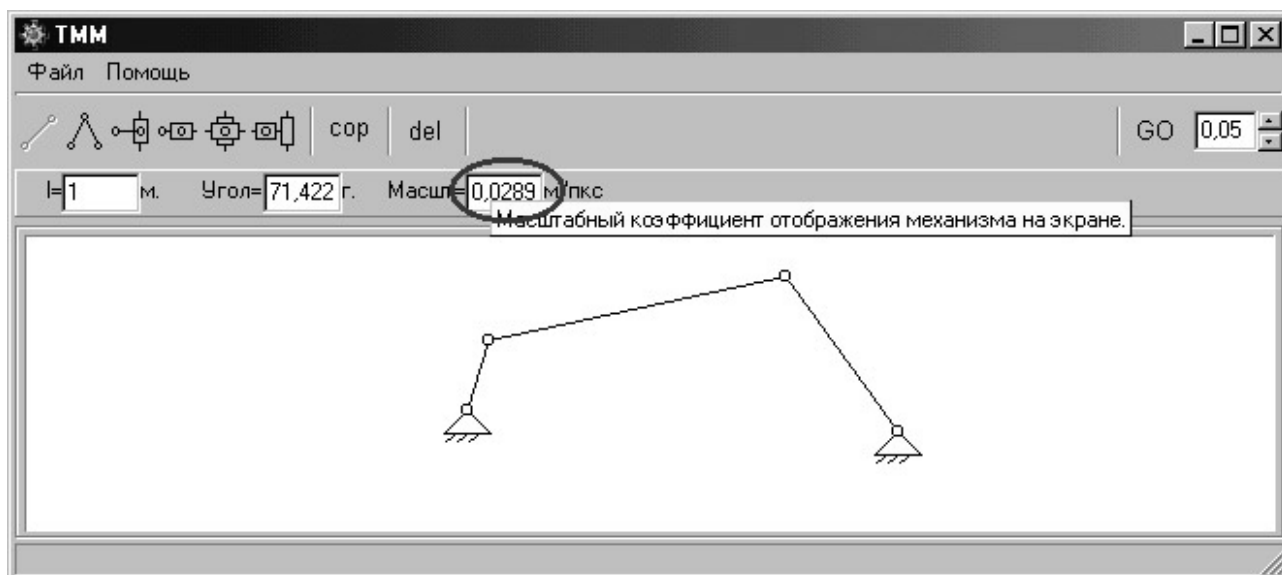 ТММ
Файл Помощь
cop del GO 0,05
l=1 м. Угол=71,422 г. Масшт=0,0289 м/пкс
Масштабный коэффициент отображения механизма на экране.